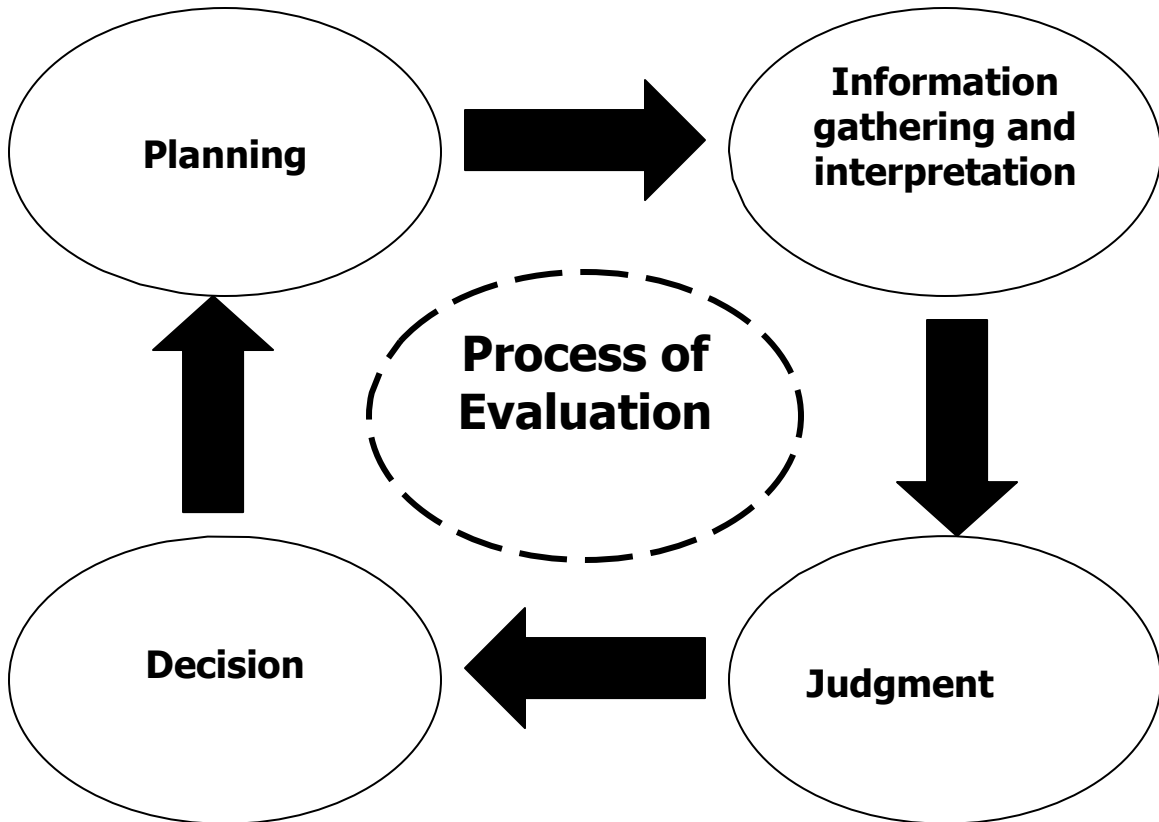 Planning
Information
gathering and
interpretation
Process of
Evaluation
Decision
Judgment